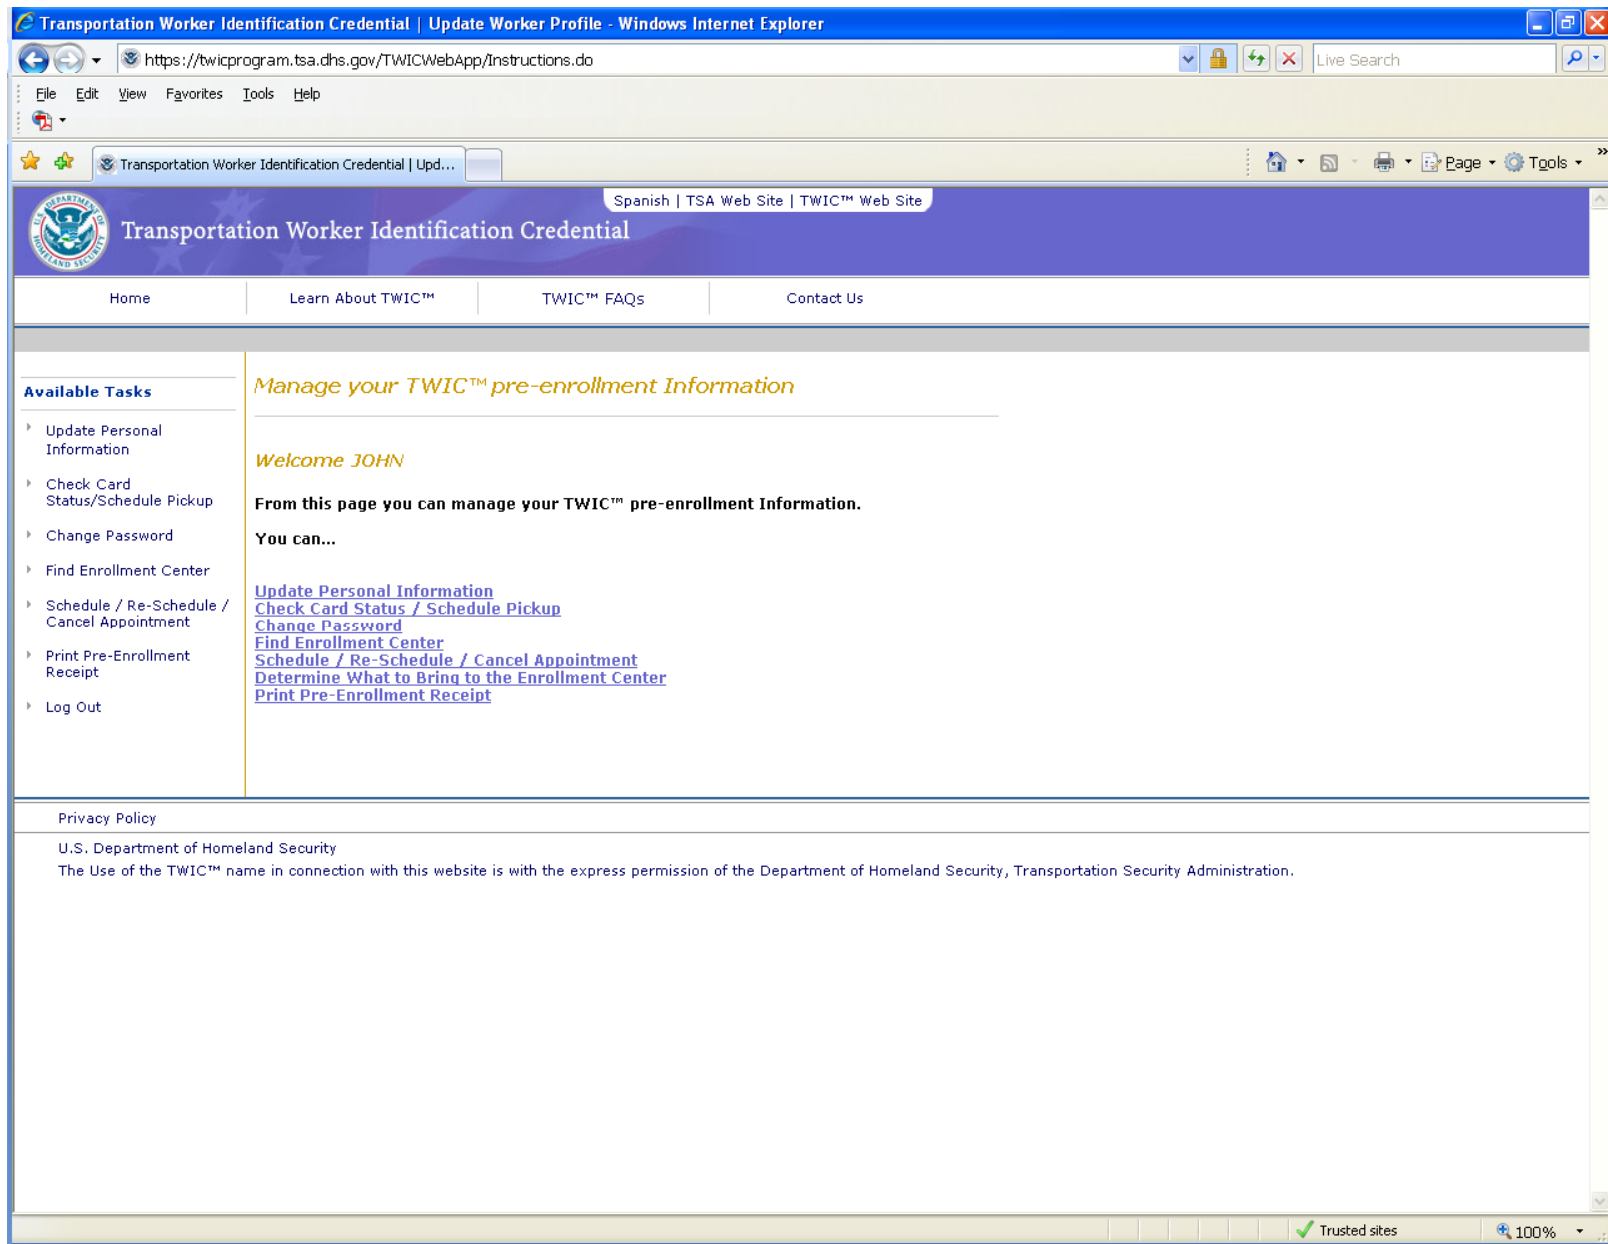 Transportation Worker Identification Credential | Update Worker Profile - Windows Internet Explorer
https://twicprogram.tsa.dhs.gov/TWICWebApp/Instructions.do
Live Search
File Edit View Favorites Tools Help
Transportation Worker Identification Credential | Upd...
Page Tools
Spanish | TSA Web Site | TWIC™ Web Site
Transportation Worker Identification Credential
Home
Learn About TWIC™
TWIC™ FAQs
Contact Us
Available Tasks
Update Personal
Information
Check Card
Status/Schedule Pickup
Change Password
Find Enrollment Center
Schedule / Re-Schedule /
Cancel Appointment
Print Pre-Enrollment
Receipt
Log Out
Manage your TWIC™ pre-enrollment Information
Welcome JOHN
From this page you can manage your TWIC™ pre-enrollment Information.
You can...
Update Personal Information
Check Card Status / Schedule Pickup
Change Password
Find Enrollment Center
Schedule / Re-Schedule / Cancel Appointment
Determine What to Bring to the Enrollment Center
Print Pre-Enrollment Receipt
Privacy Policy
U.S. Department of Homeland Security
The Use of the TWIC™ name in connection with this website is with the express permission of the Department of Homeland Security, Transportation Security Administration.
Trusted sites
100%